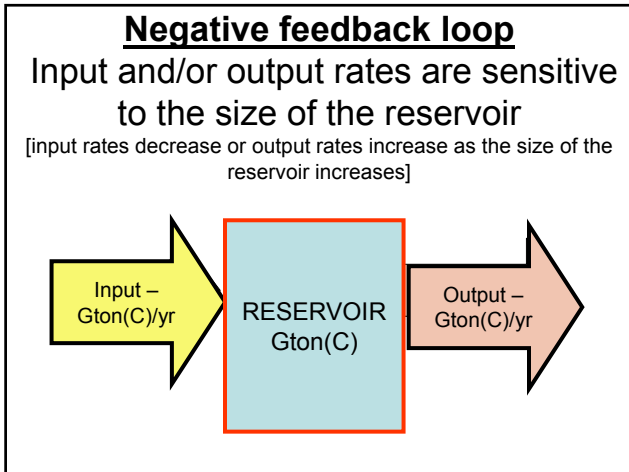 Negative feedback loop
Input and/or output rates are sensitive
to the size of the reservoir
[input rates decrease or output rates increase as the size of the
reservoir increases]
Input –
Gton(C)/yr
RESERVOIR
Gton(C)
Output –
Gton(C)/yr